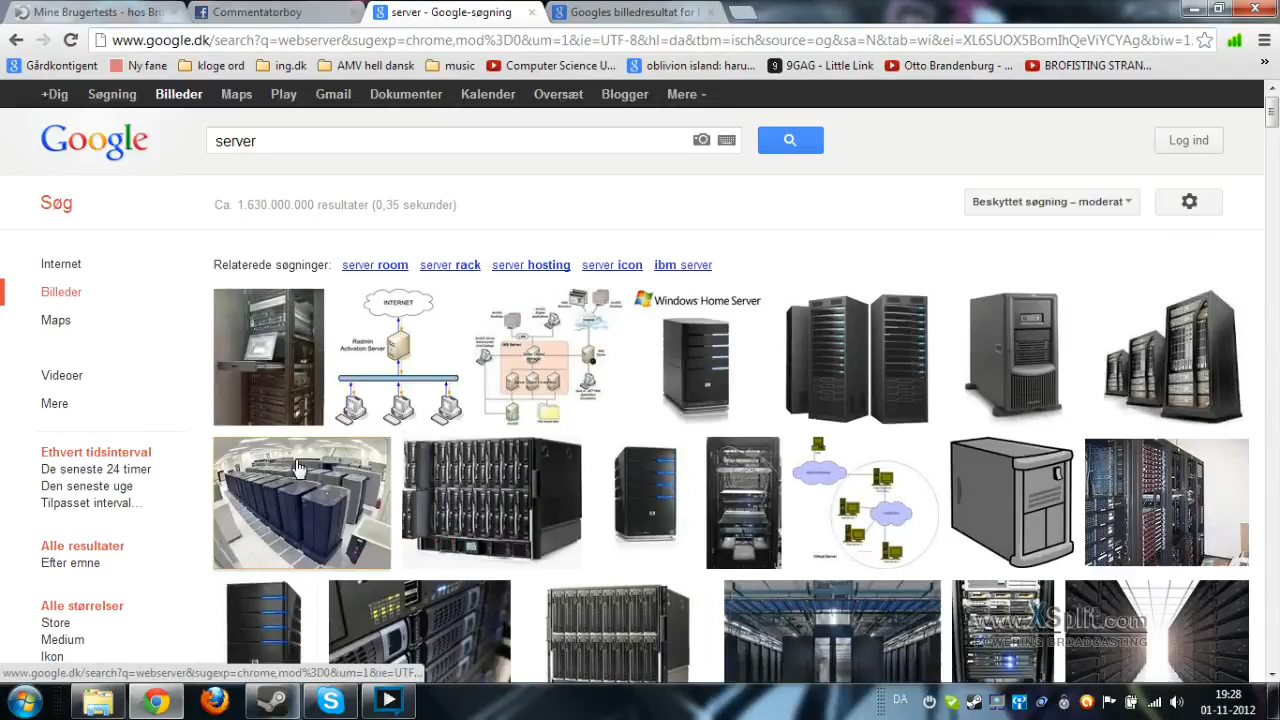 Mine Brugertests - hos Bru
Commentatorboy
server - Google-søgning
Googles billedresultat for
www.google.dk/search?q=webserver&sugexp=chrome,mod%3D0&um=1&ie=UTF-8&hl=da&tbm=isch&source=og&sa=N&tab=wi&ei=XL6SUOX5BomIhQeViYCYAg&biw=1
Gårdkontigent
Ny fane
kloge ord
ing.dk
AMV hell dansk
music
Computer Science U...
oblivion island: haru...
9GAG - Little Link
Otto Brandenburg - ...
BROFISTING STRAN...
+Dig Søgning Billeder Maps Play Gmail Dokumenter Kalender Oversæt Blogger Mere
Google
server
Log ind
Søg
Ca. 1.630.000.000 resultater (0,35 sekunder)
Beskyttet søgning – moderat
Internet
Billeder
Maps
Videoer
Mere
Ethvert tidsinterval
De seneste 24 timer
Den seneste uge
Tilpasset interval...
Alle resultater
Efter emne
Alle størrelser
Store
Medium
Ikon
Relaterede søgninger: server room server rack server hosting server icon ibm server
INTERNET
Radmin
Activation Server
Windows Home Server
www.XSplit.com
POWERING BROADCASTING
www.google.dk/search?q=webserver&sugexp=chrome,mod%3D0&um=1&ie=UTF...
DA
19:28
01-11-2012